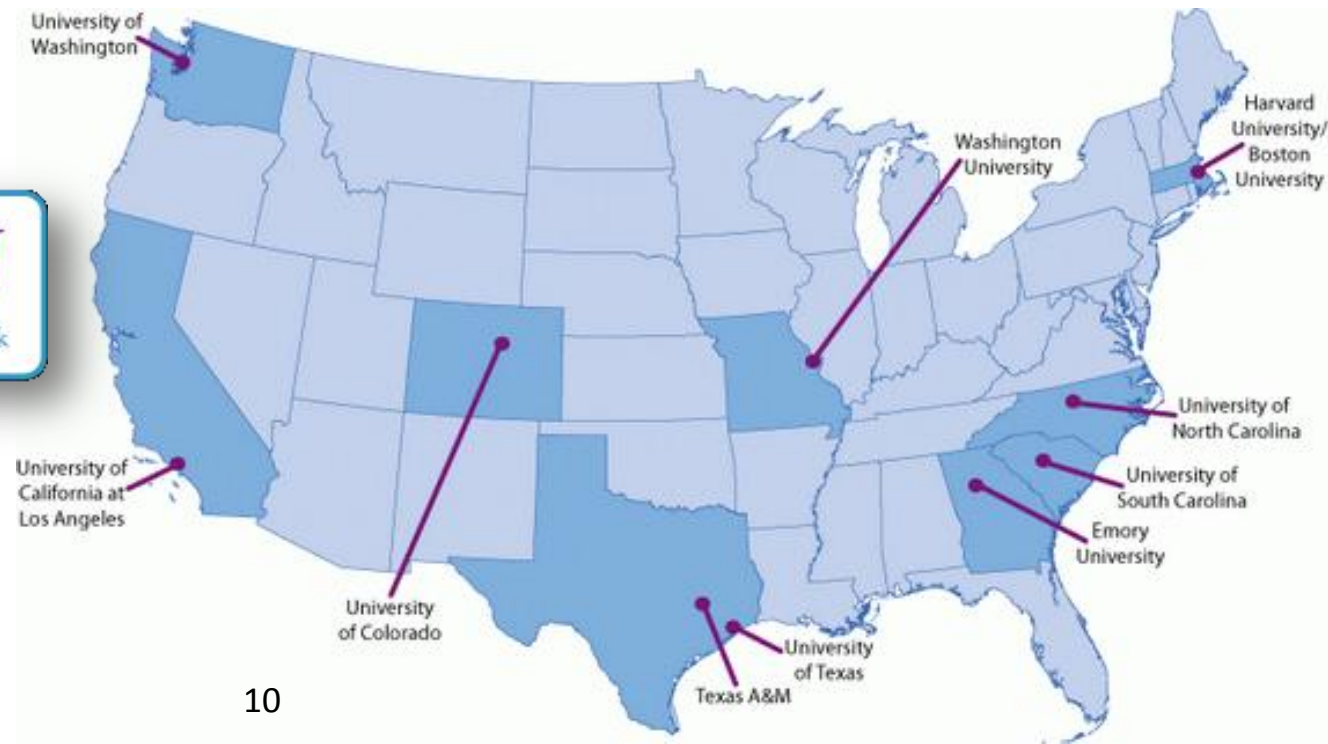 University of
Washington
Harvard
University/
Boston
University
Washington
University
University of
North Carolina
University of
California at
Los Angeles
University of
South Carolina
Emory
University
University
of Colorado
University
of Texas
Texas A&M
10